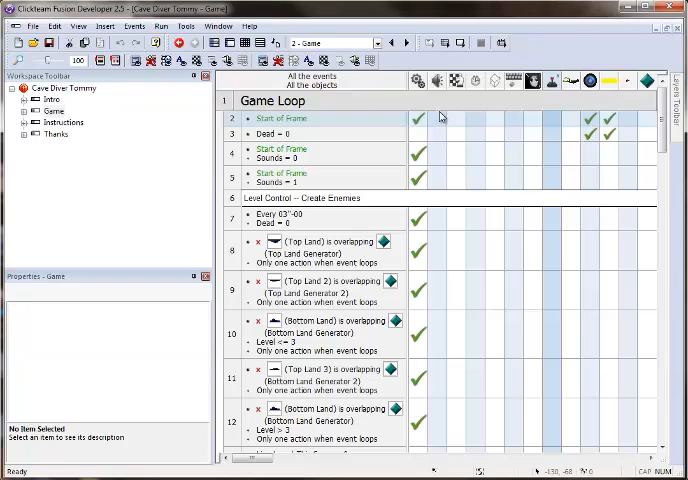 Clickteam Fusion Developer 2.5 - [Cave Diver Tommy - Game]
File Edit View Insert Events Run Tools Window Help
2 - Game
100
Workspace Toolbar
Cave Diver Tommy
Intro
Game
Instructions
Thanks
Properties - Game
No Item Selected
Select an item to see its description
All the events
All the objects
1 Game Loop
2 Start of Frame
3 Dead = 0
4 Start of Frame
Sounds = 0
5 Start of Frame
Sounds = 1
6 Level Control -- Create Enemies
7 Every 03"-00
Dead = 0
8 X (Top Land) is overlapping
(Top Land Generator)
Only one action when event loops
9 X (Top Land 2) is overlapping
(Top Land Generator 2)
Only one action when event loops
10 X (Bottom Land) is overlapping
(Bottom Land Generator)
Level <= 3
Only one action when event loops
11 X (Top Land 3) is overlapping
(Bottom Land Generator 2)
Only one action when event loops
12 X (Bottom Land) is overlapping
(Bottom Land Generator)
Level > 3
Only one action when event loops
Layers Toolbar
Ready
-130, -68
0
CAP NUM